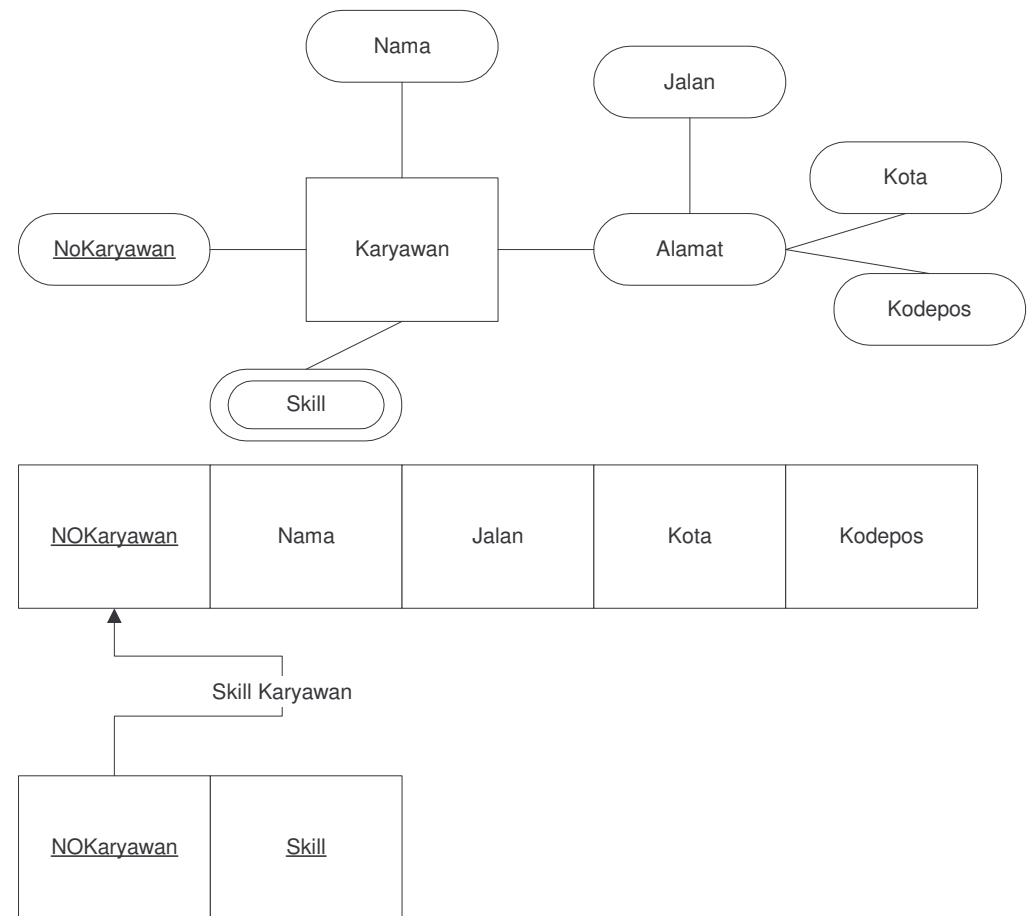 Nama
Jalan
Kota
NoKaryawan
Karyawan
Alamat
Kodepos
Skill
NOKaryawan
Nama
Jalan
Kota
Kodepos
Skill Karyawan
NOKaryawan
Skill